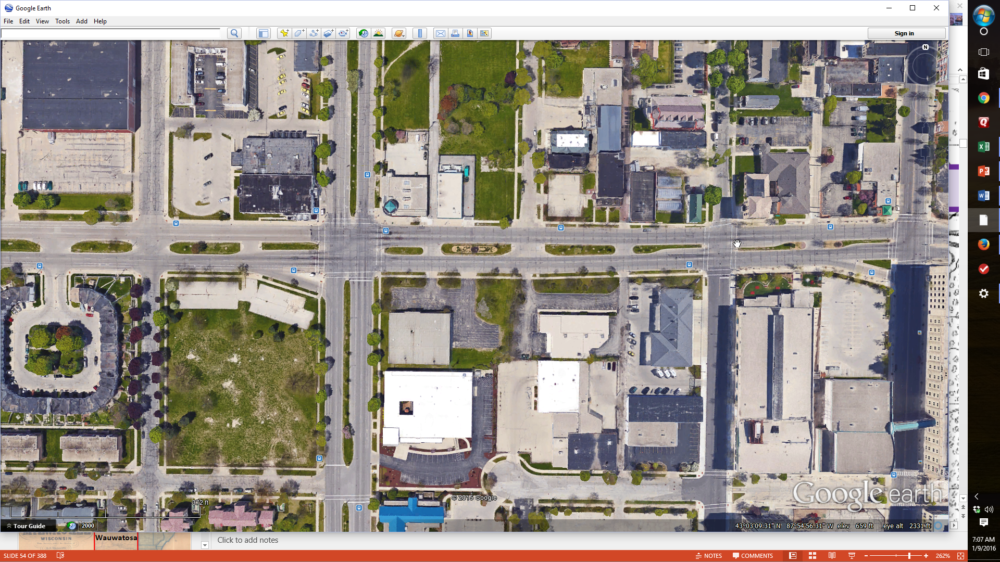 Google Earth
File Edit View Tools Add Help
Sign in
N
372 ft
© 2015 Google
Google earth
Tour Guide
2000
43°03'09.31" N 87°54'56.31" W elev 659 ft eye alt 2331 ft
WISCONSIN
Wauwatosa
Click to add notes
SLIDE 54 OF 388
NOTES
COMMENTS
262%
7:07 AM
1/9/2016